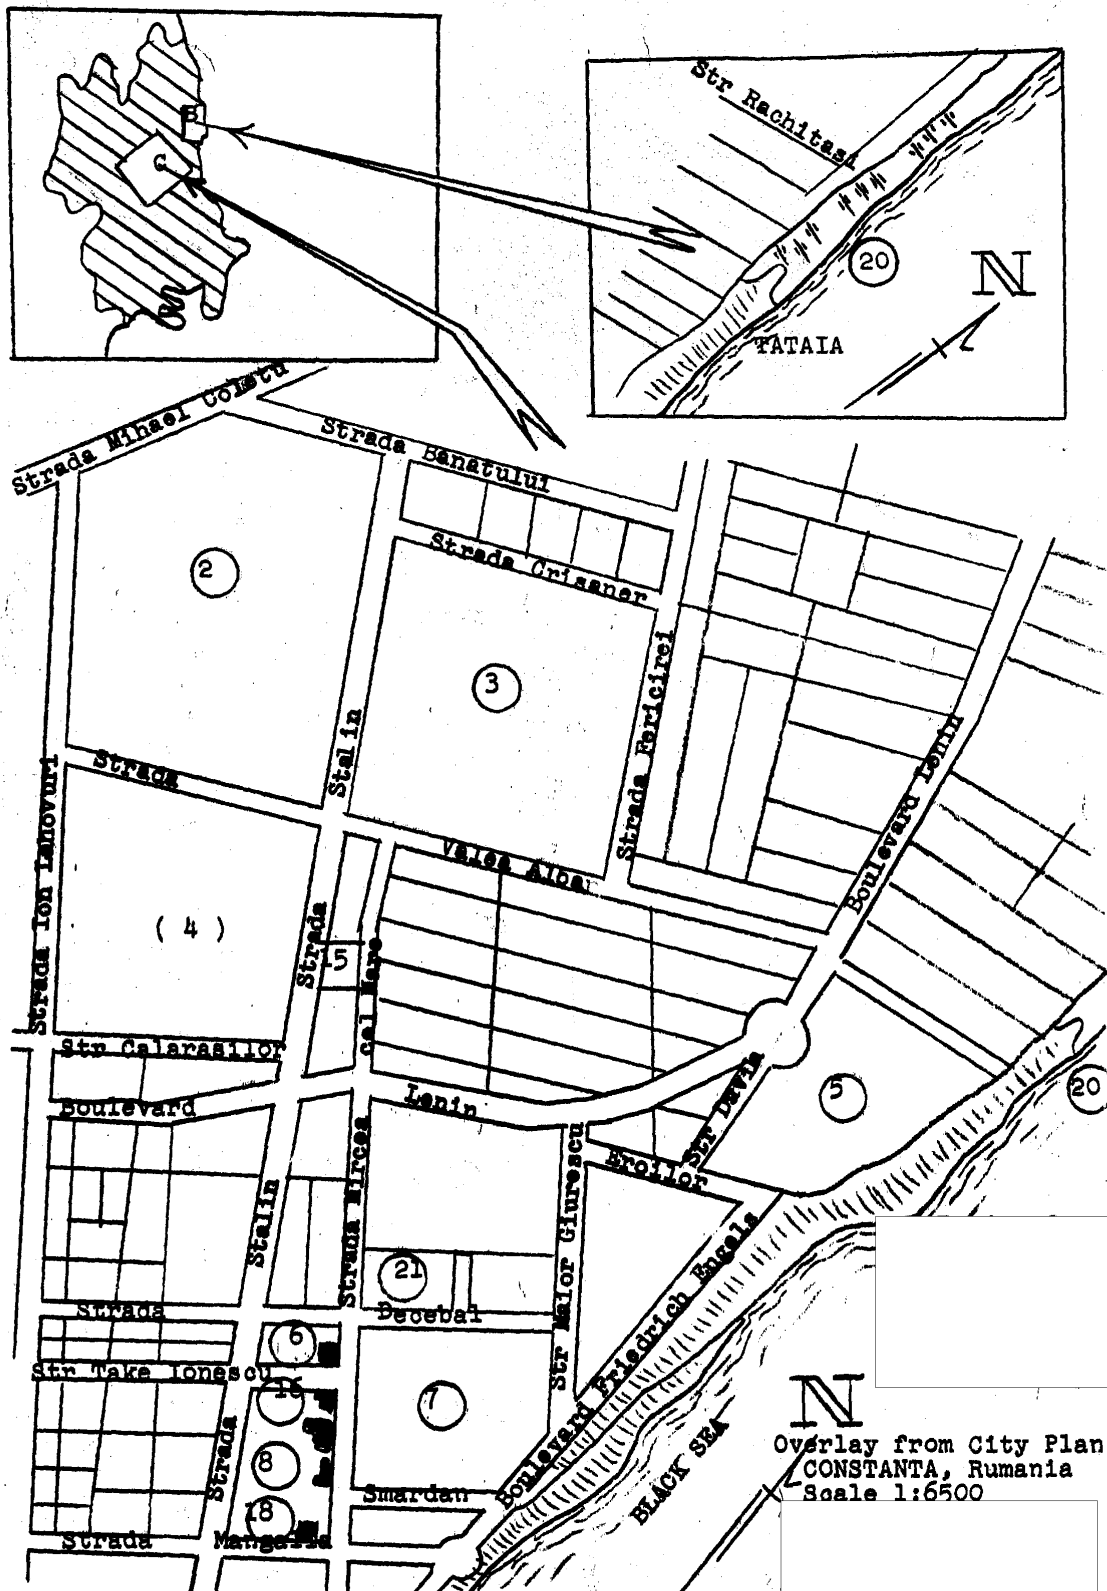 B
C
Str Rachitasi
20
N
TATAIA
Strada Mihael Colstu
Strada Banatului
2
Strada Crisaner
3
Strada Fericirei
Stalin
Boulevard Lenin
Strada Ion Lahovuri
Strada
Valea Alba
( 4 )
Strada
15
cel Mare
Str Calarasilor
Boulevard
Lenin
Str Davila
5
20
Eroilor
Stalin
Strada Mircea
Str Maior Giurescu
21
Boulevard Friedrich Engels
Strada
Decebal
6
Str Take Ionescu
16
7
Strada
8
Smardan
18
Strada
Mangalia
BLACK SEA
N
Overlay from City Plan
CONSTANTA, Rumania
Scale 1:6500